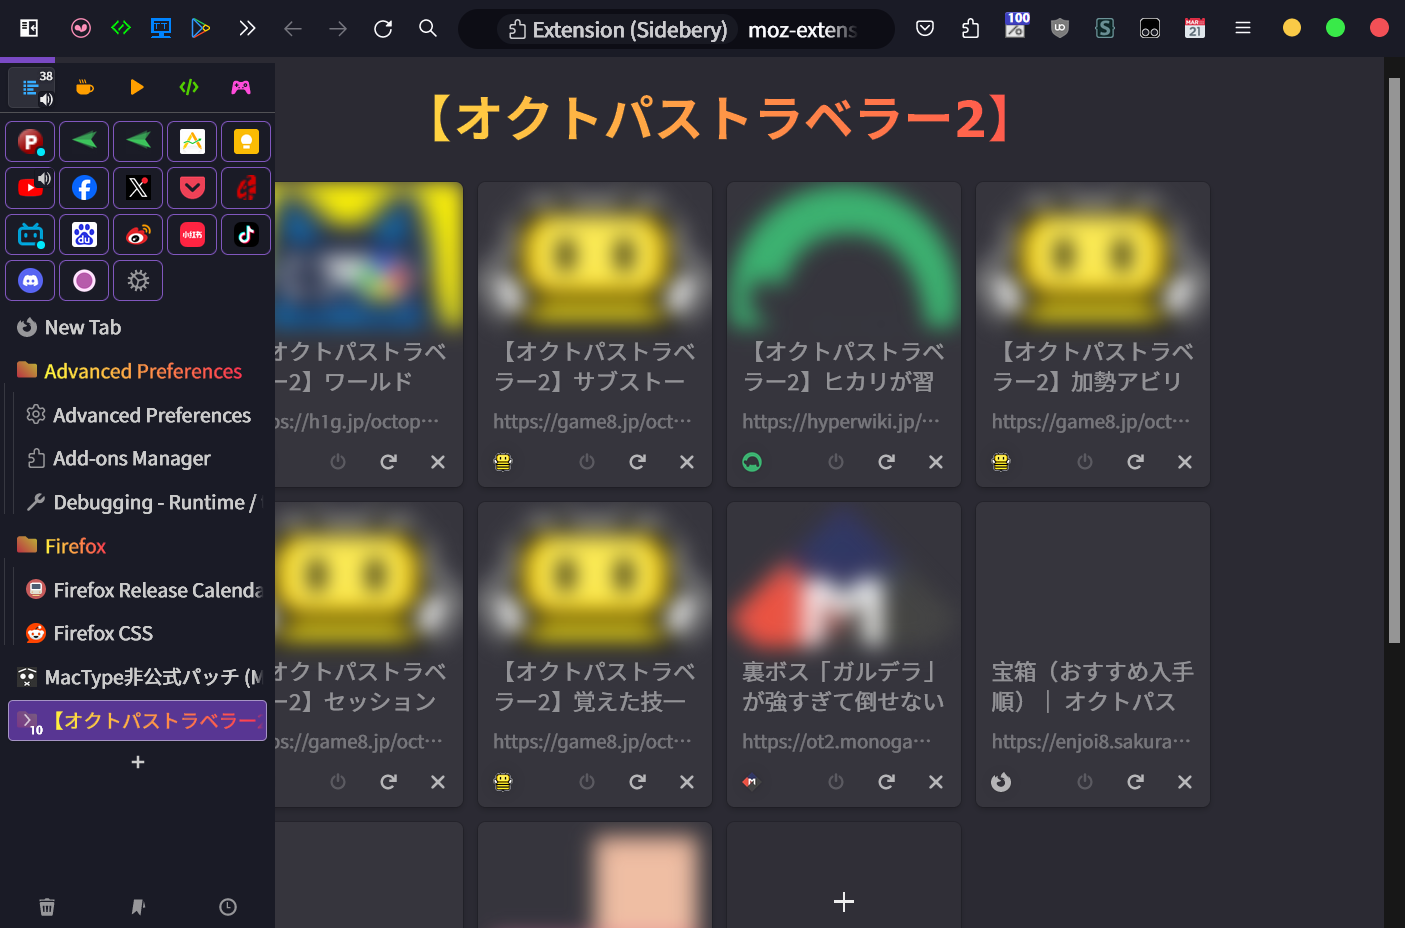 Extension (Sidebery)
moz-extens
100
MAR
21
38
【オクトパストラベラー2】
小红书
New Tab
Advanced Preferences
Advanced Preferences
Add-ons Manager
Debugging - Runtime /
Firefox
Firefox Release Calenda
Firefox CSS
MacType非公式パッチ (M
10
【オクトパストラベラー2
オクトパストラベ
ー2】ワールド
ps://h1g.jp/octop…
【オクトパストラベ
ラー2】サブストー
https://game8.jp/oct…
【オクトパストラベ
ラー2】ヒカリが習
https://hyperwiki.jp/…
【オクトパストラベ
ラー2】加勢アビリ
https://game8.jp/oct…
オクトパストラベ
ー2】セッション
ps://game8.jp/oct…
【オクトパストラベ
ラー2】覚えた技一
https://game8.jp/oct…
裏ボス「ガルデラ」
が強すぎて倒せない
https://ot2.monoga…
宝箱（おすすめ入手
順）｜ オクトパス
https://enjoi8.sakura…